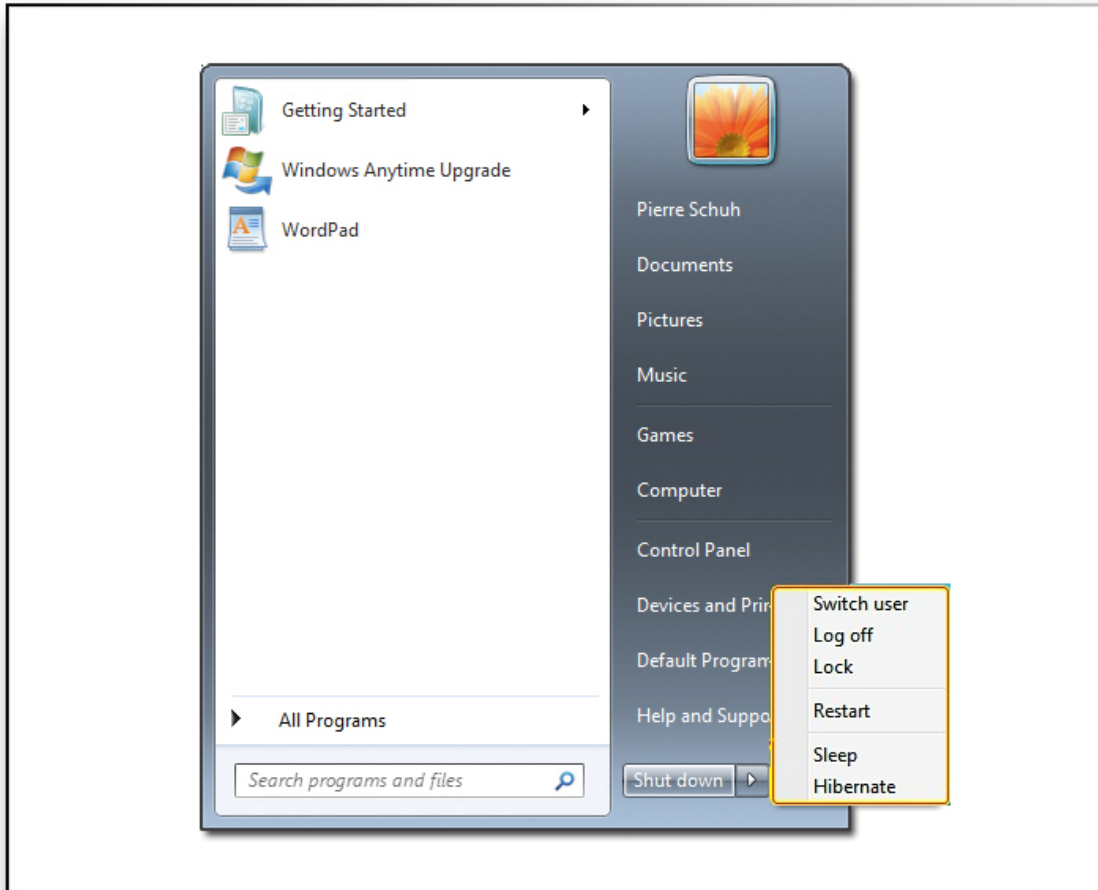 Getting Started
Windows Anytime Upgrade
WordPad
All Programs
Search programs and files
Pierre Schuh
Documents
Pictures
Music
Games
Computer
Control Panel
Devices and Prin
Default Program
Help and Suppo
Shut down
Switch user
Log off
Lock
Restart
Sleep
Hibernate